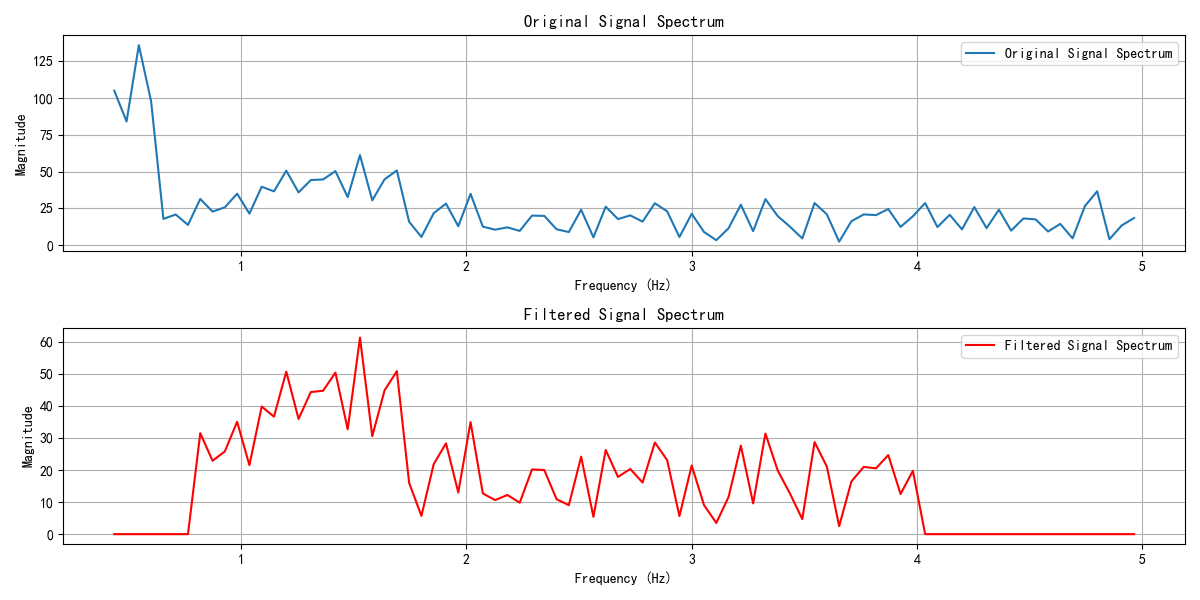 Original Signal Spectrum
Original Signal Spectrum
Magnitude
125
100
75
50
25
0
1 2 3 4 5
Frequency (Hz)
Filtered Signal Spectrum
Filtered Signal Spectrum
Magnitude
60
50
40
30
20
10
0
1 2 3 4 5
Frequency (Hz)